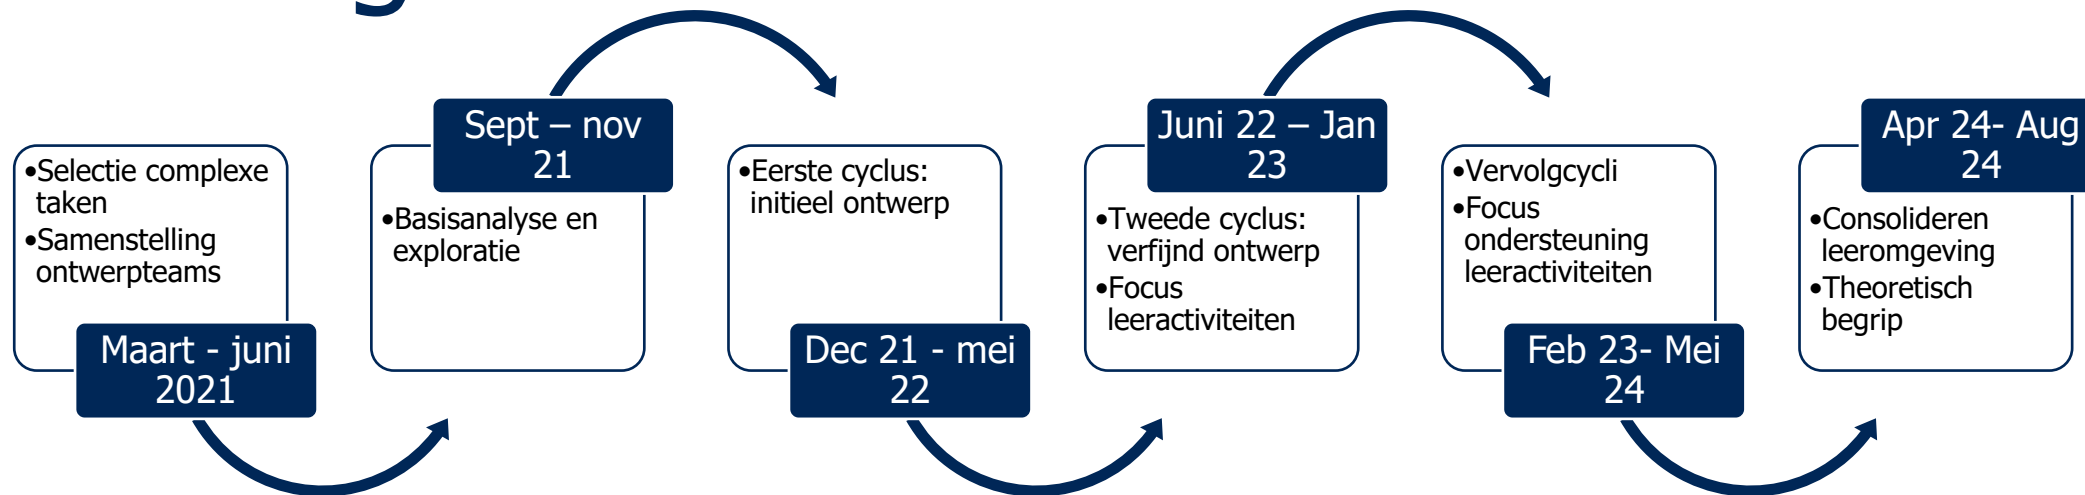 •Selectie complexe
taken
•Samenstelling
ontwerpteams
Maart - juni
2021
Sept – nov
21
•Basisanalyse en
exploratie
•Eerste cyclus:
initieel ontwerp
Dec 21 - mei
22
Juni 22 – Jan
23
•Tweede cyclus:
verfijnd ontwerp
•Focus
leeractiviteiten
•Vervolgcycli
•Focus
ondersteuning
leeractiviteiten
Feb 23- Mei
24
Apr 24- Aug
24
•Consolideren
leeromgeving
•Theoretisch
begrip